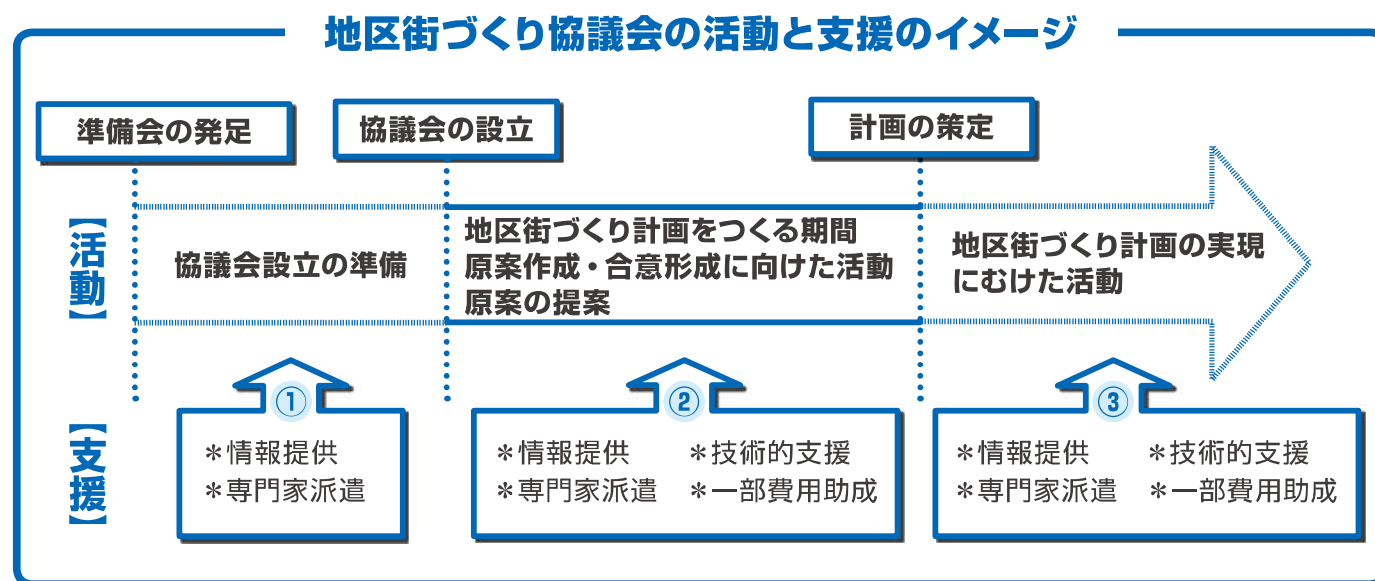 地区街づくり協議会の活動と支援のイメージ
準備会の発足
協議会の設立
計画の策定
【活動】
協議会設立の準備
地区街づくり計画をつくる期間
原案作成・合意形成に向けた活動
原案の提案
地区街づくり計画の実現
にむけた活動
【支援】
①
＊情報提供
＊専門家派遣
②
＊情報提供 ＊技術的支援
＊専門家派遣 ＊一部費用助成
③
＊情報提供 ＊技術的支援
＊専門家派遣 ＊一部費用助成